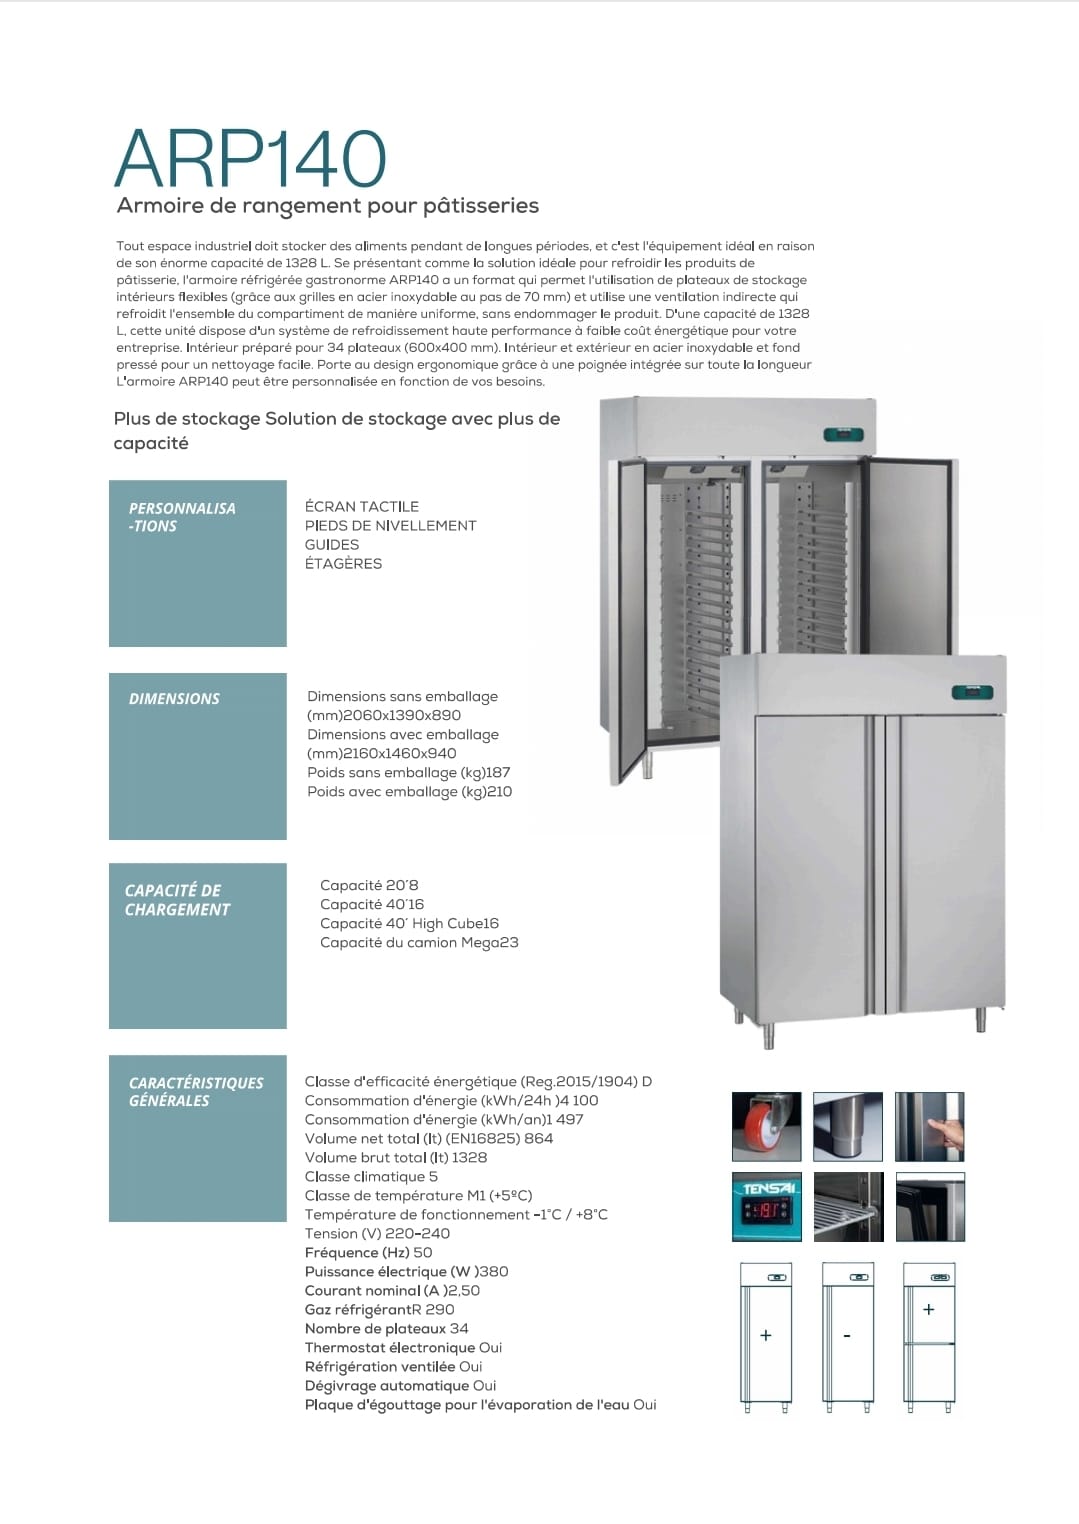 ARP140
Armoire de rangement pour pâtisseries
Tout espace industriel doit stocker des aliments pendant de longues périodes, et c'est l'équipement idéal en raison
de son énorme capacité de 1328 L. Se présentant comme la solution idéale pour refroidir les produits de
pâtisserie, l'armoire réfrigérée gastronorme ARP140 a un format qui permet l'utilisation de plateaux de stockage
intérieurs flexibles (grâce aux grilles en acier inoxydable au pas de 70 mm) et utilise une ventilation indirecte qui
refroidit l'ensemble du compartiment de manière uniforme, sans endommager le produit. D'une capacité de 1328
L, cette unité dispose d'un système de refroidissement haute performance à faible coût énergétique pour votre
entreprise. Intérieur préparé pour 34 plateaux (600x400 mm). Intérieur et extérieur en acier inoxydable et fond
pressé pour un nettoyage facile. Porte au design ergonomique grâce à une poignée intégrée sur toute la longueur
L'armoire ARP140 peut être personnalisée en fonction de vos besoins.
Plus de stockage Solution de stockage avec plus de
capacité
TENSAI
PERSONNALISA
-TIONS
ÉCRAN TACTILE
PIEDS DE NIVELLEMENT
GUIDES
ÉTAGÈRES
TENSAI
DIMENSIONS
Dimensions sans emballage
(mm)2060x1390x890
Dimensions avec emballage
(mm)2160x1460x940
Poids sans emballage (kg)187
Poids avec emballage (kg)210
CAPACITÉ DE
CHARGEMENT
Capacité 20'8
Capacité 40'16
Capacité 40' High Cube16
Capacité du camion Mega23
CARACTÉRISTIQUES
GÉNÉRALES
Classe d'efficacité énergétique (Reg.2015/1904) D
Consommation d'énergie (kWh/24h )4 100
Consommation d'énergie (kWh/an)1 497
Volume net total (lt) (EN16825) 864
Volume brut total (lt) 1328
Classe climatique 5
Classe de température M1 (+5ºC)
Température de fonctionnement -1°C / +8°C
Tension (V) 220-240
Fréquence (Hz) 50
Puissance électrique (W )380
Courant nominal (A )2,50
Gaz réfrigérantR 290
Nombre de plateaux 34
Thermostat électronique Oui
Réfrigération ventilée Oui
Dégivrage automatique Oui
Plaque d'égouttage pour l'évaporation de l'eau Oui
TENSAI
-19.1
+
-
+